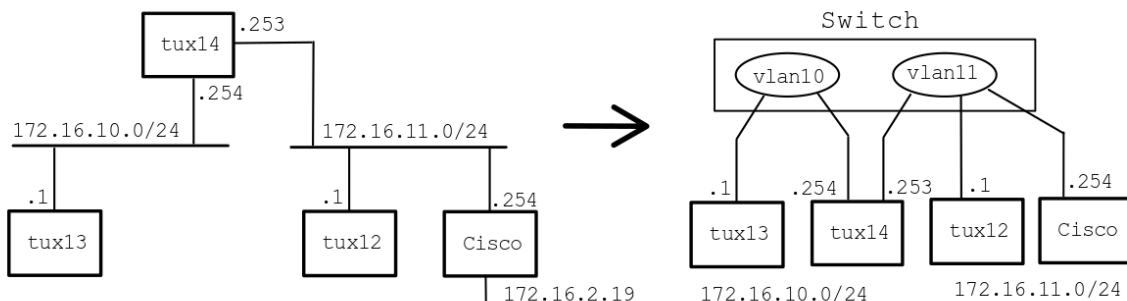 tux14
.253
.254
172.16.10.0/24
172.16.11.0/24
.1
tux13
.1
tux12
.254
Cisco
172.16.2.19
Switch
vlan10
vlan11
.1
.254
.253
.1
.254
tux13
tux14
tux12
Cisco
172.16.10.0/24
172.16.11.0/24